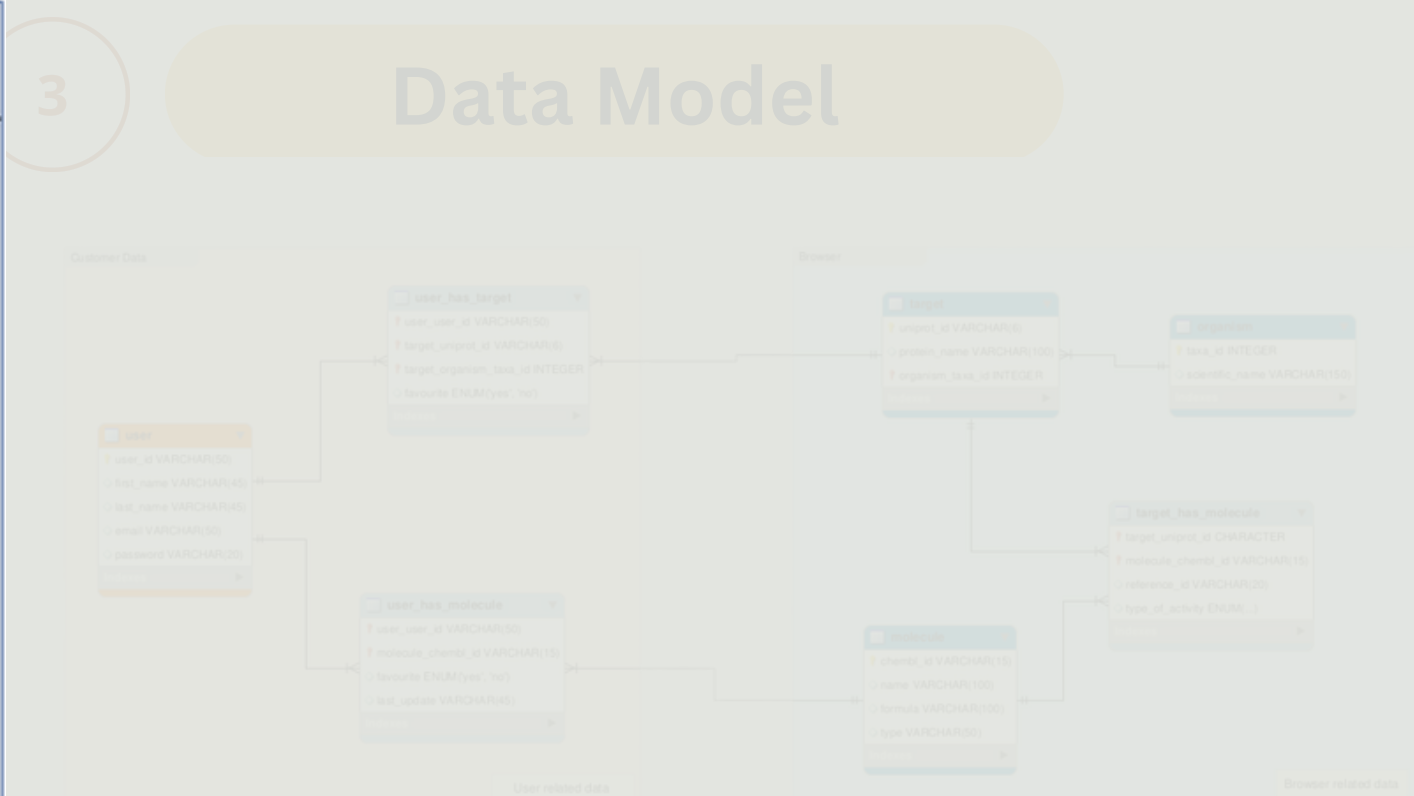 3
Data Model
Customer Data
Browser
user_has_target
user_user_id VARCHAR(50)
target_uniprot_id VARCHAR(6)
target_organism_taxa_id INTEGER
favourite ENUM('yes', 'no')
target
uniprot_id VARCHAR(6)
protein_name VARCHAR(100)
organism_taxa_id INTEGER
organism
taxa_id INTEGER
scientific_name VARCHAR(150)
user
user_id VARCHAR(50)
first_name VARCHAR(45)
last_name VARCHAR(45)
email VARCHAR(50)
password VARCHAR(20)
target_has_molecule
target_uniprot_id CHARACTER
molecule_chembl_id VARCHAR(15)
reference_id VARCHAR(20)
type_of_activity ENUM(...)
user_has_molecule
user_user_id VARCHAR(50)
molecule_chembl_id VARCHAR(15)
favourite ENUM('yes', 'no')
last_update VARCHAR(45)
molecule
chembl_id VARCHAR(15)
name VARCHAR(100)
formula VARCHAR(100)
type VARCHAR(50)
User related data
Browser related data